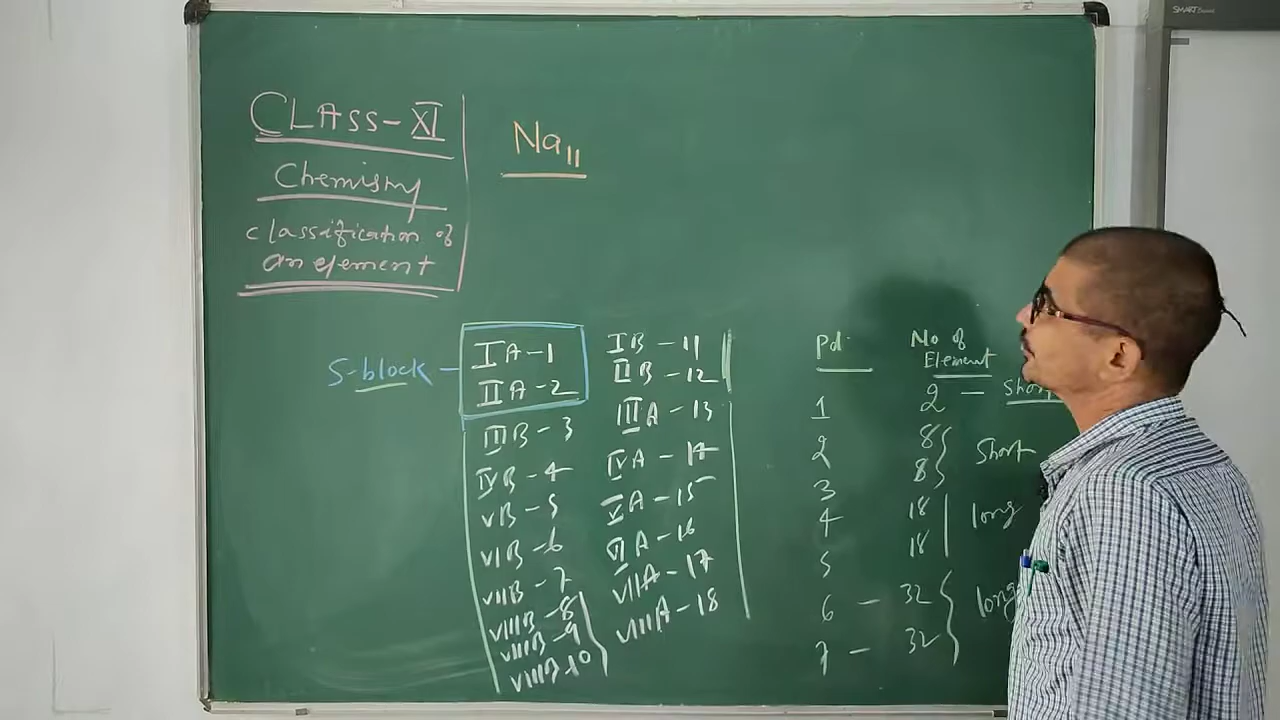 SMART Board
CLASS-XI
Chemistry
classification of
an element
Na11
S-block
IA-1
IIA-2
IIIB-3
IVB-4
VB-5
VIB-6
VIIB-7
VIIIB-8
VIIIB-9
VIIIB-10
IB-11
IIB-12
IIIA-13
IVA-14
VA-15
VIA-16
VIIA-17
VIIIA-18
Pd. No of Element
1 2 - Short
2 8
3 8
Short
4 18
5 18
long
6 - 32
7 - 32
long